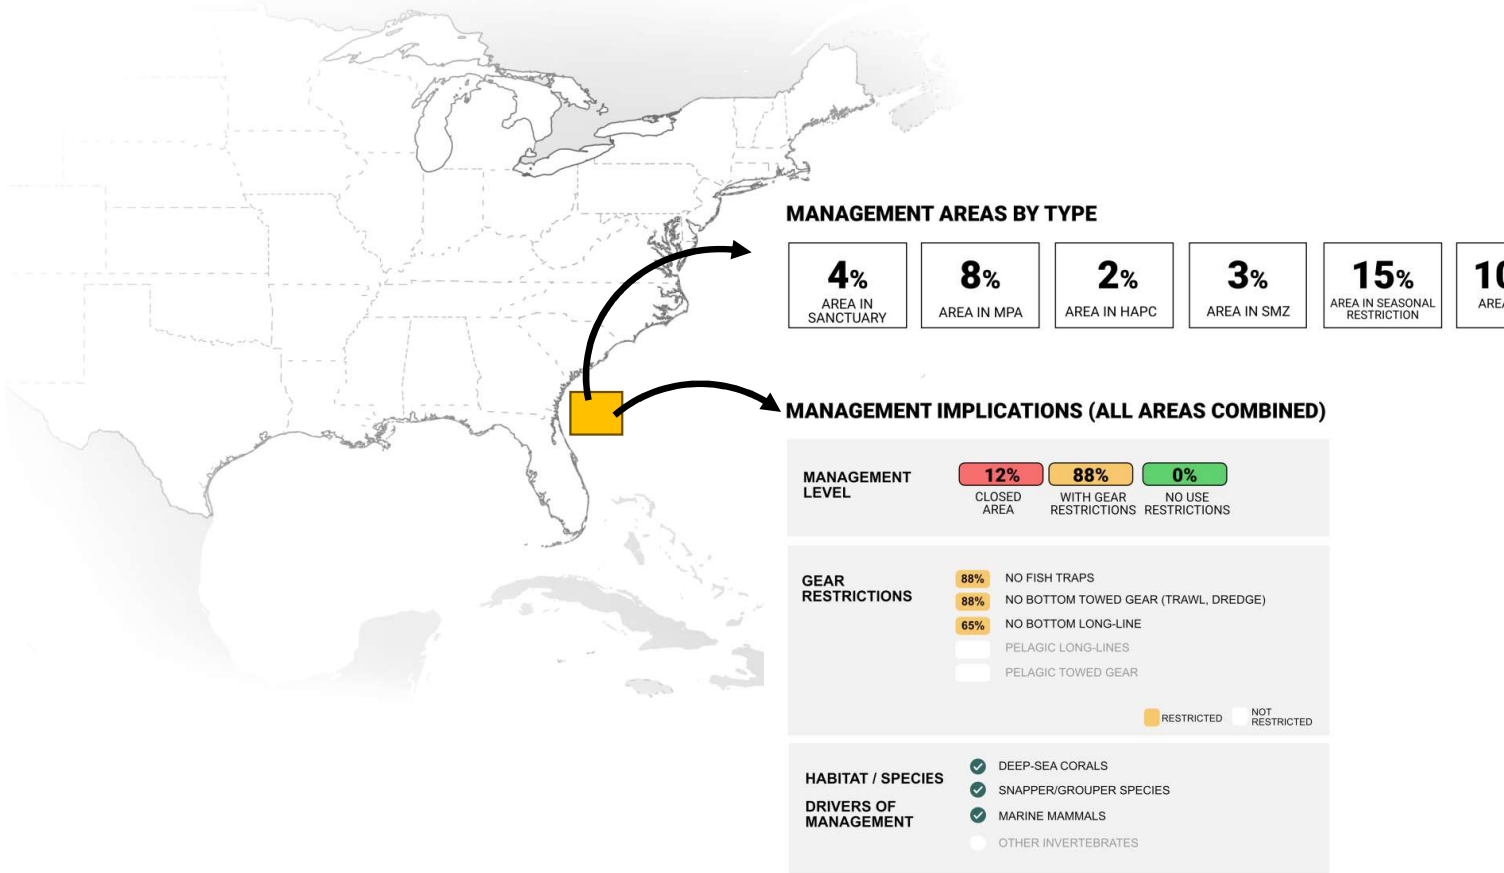 MANAGEMENT AREAS BY TYPE
4%
AREA IN
SANCTUARY
8%
AREA IN MPA
2%
AREA IN HAPC
3%
AREA IN SMZ
15%
AREA IN SEASONAL
RESTRICTION
MANAGEMENT IMPLICATIONS (ALL AREAS COMBINED)
MANAGEMENT
LEVEL
12%
CLOSED
AREA
88%
WITH GEAR
RESTRICTIONS
0%
NO USE
RESTRICTIONS
GEAR
RESTRICTIONS
88% NO FISH TRAPS
88% NO BOTTOM TOWED GEAR (TRAWL, DREDGE)
65% NO BOTTOM LONG-LINE
PELAGIC LONG-LINES
PELAGIC TOWED GEAR
RESTRICTED
NOT
RESTRICTED
HABITAT / SPECIES
DRIVERS OF
MANAGEMENT
DEEP-SEA CORALS
SNAPPER/GROUPER SPECIES
MARINE MAMMALS
OTHER INVERTEBRATES